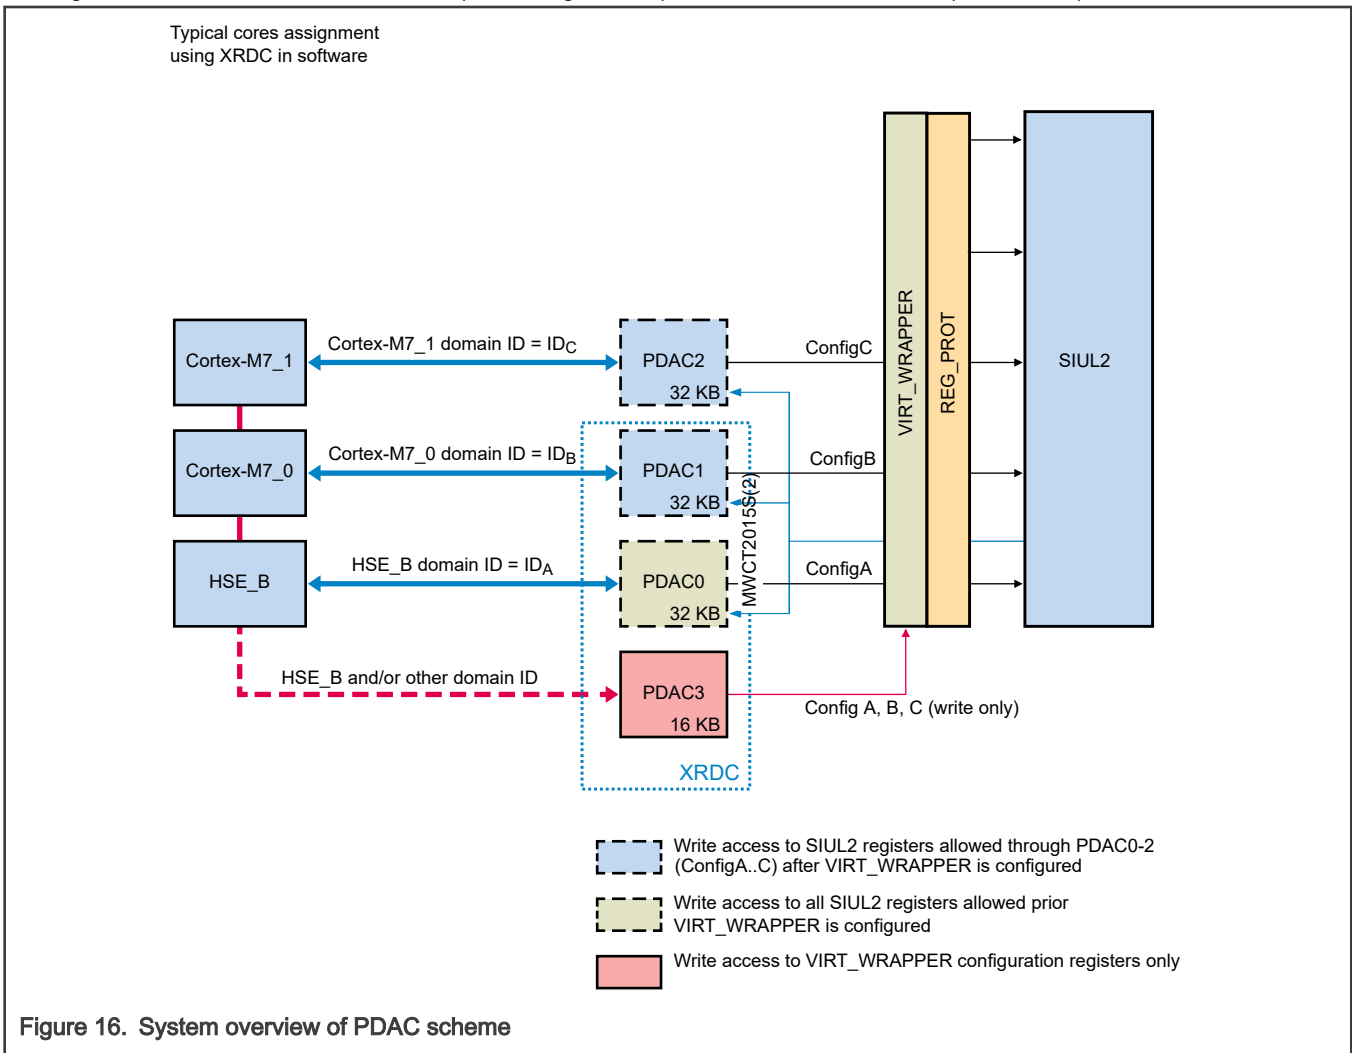 Typical cores assignment
using XRDC in software
Cortex-M7_1
Cortex-M7_1 domain ID = IDC
PDAC2
32 KB
ConfigC
Cortex-M7_0
Cortex-M7_0 domain ID = IDB
PDAC1
32 KB
ConfigB
HSE_B
HSE_B domain ID = IDA
PDAC0
32 KB
ConfigA
MWCT2015S(2)
HSE_B and/or other domain ID
PDAC3
16 KB
Config A, B, C (write only)
XRDC
VIRT_WRAPPER
REG_PROT
SIUL2
Write access to SIUL2 registers allowed through PDAC0-2
(ConfigA..C) after VIRT_WRAPPER is configured
Write access to all SIUL2 registers allowed prior
VIRT_WRAPPER is configured
Write access to VIRT_WRAPPER configuration registers only
Figure 16. System overview of PDAC scheme